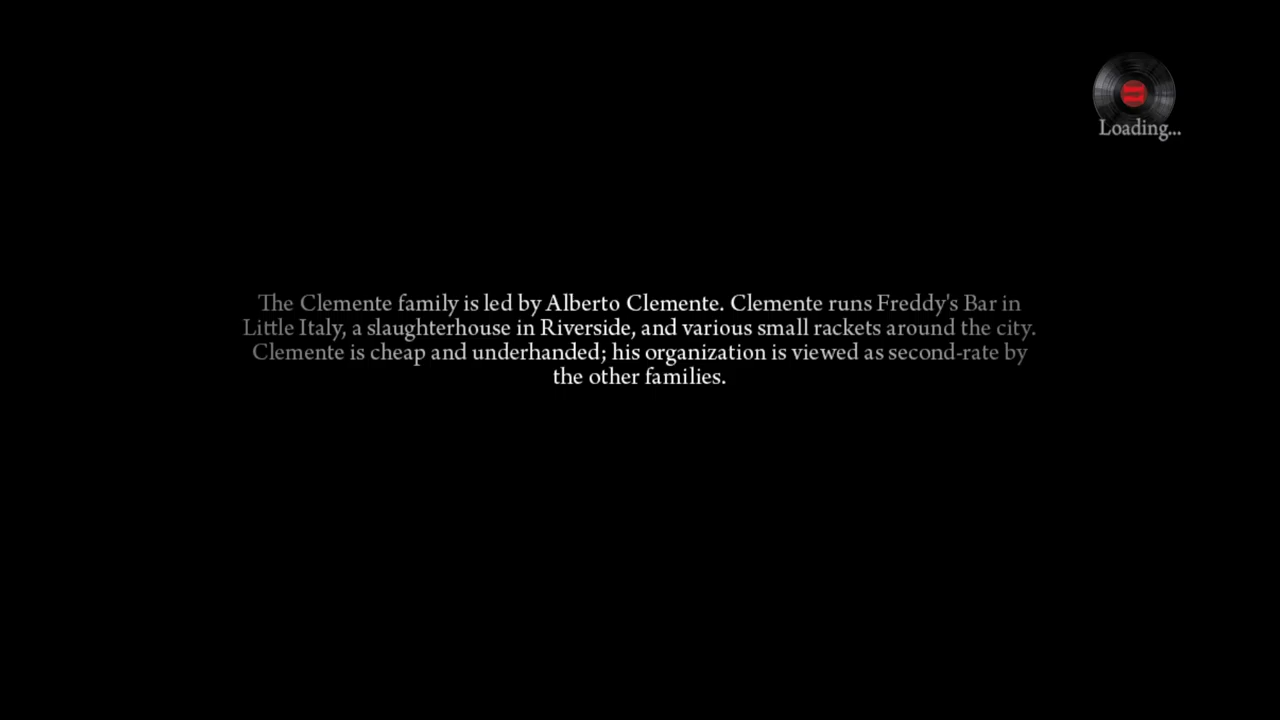 Loading...
The Clemente family is led by Alberto Clemente. Clemente runs Freddy's Bar in
Little Italy, a slaughterhouse in Riverside, and various small rackets around the city.
Clemente is cheap and underhanded; his organization is viewed as second-rate by
the other families.